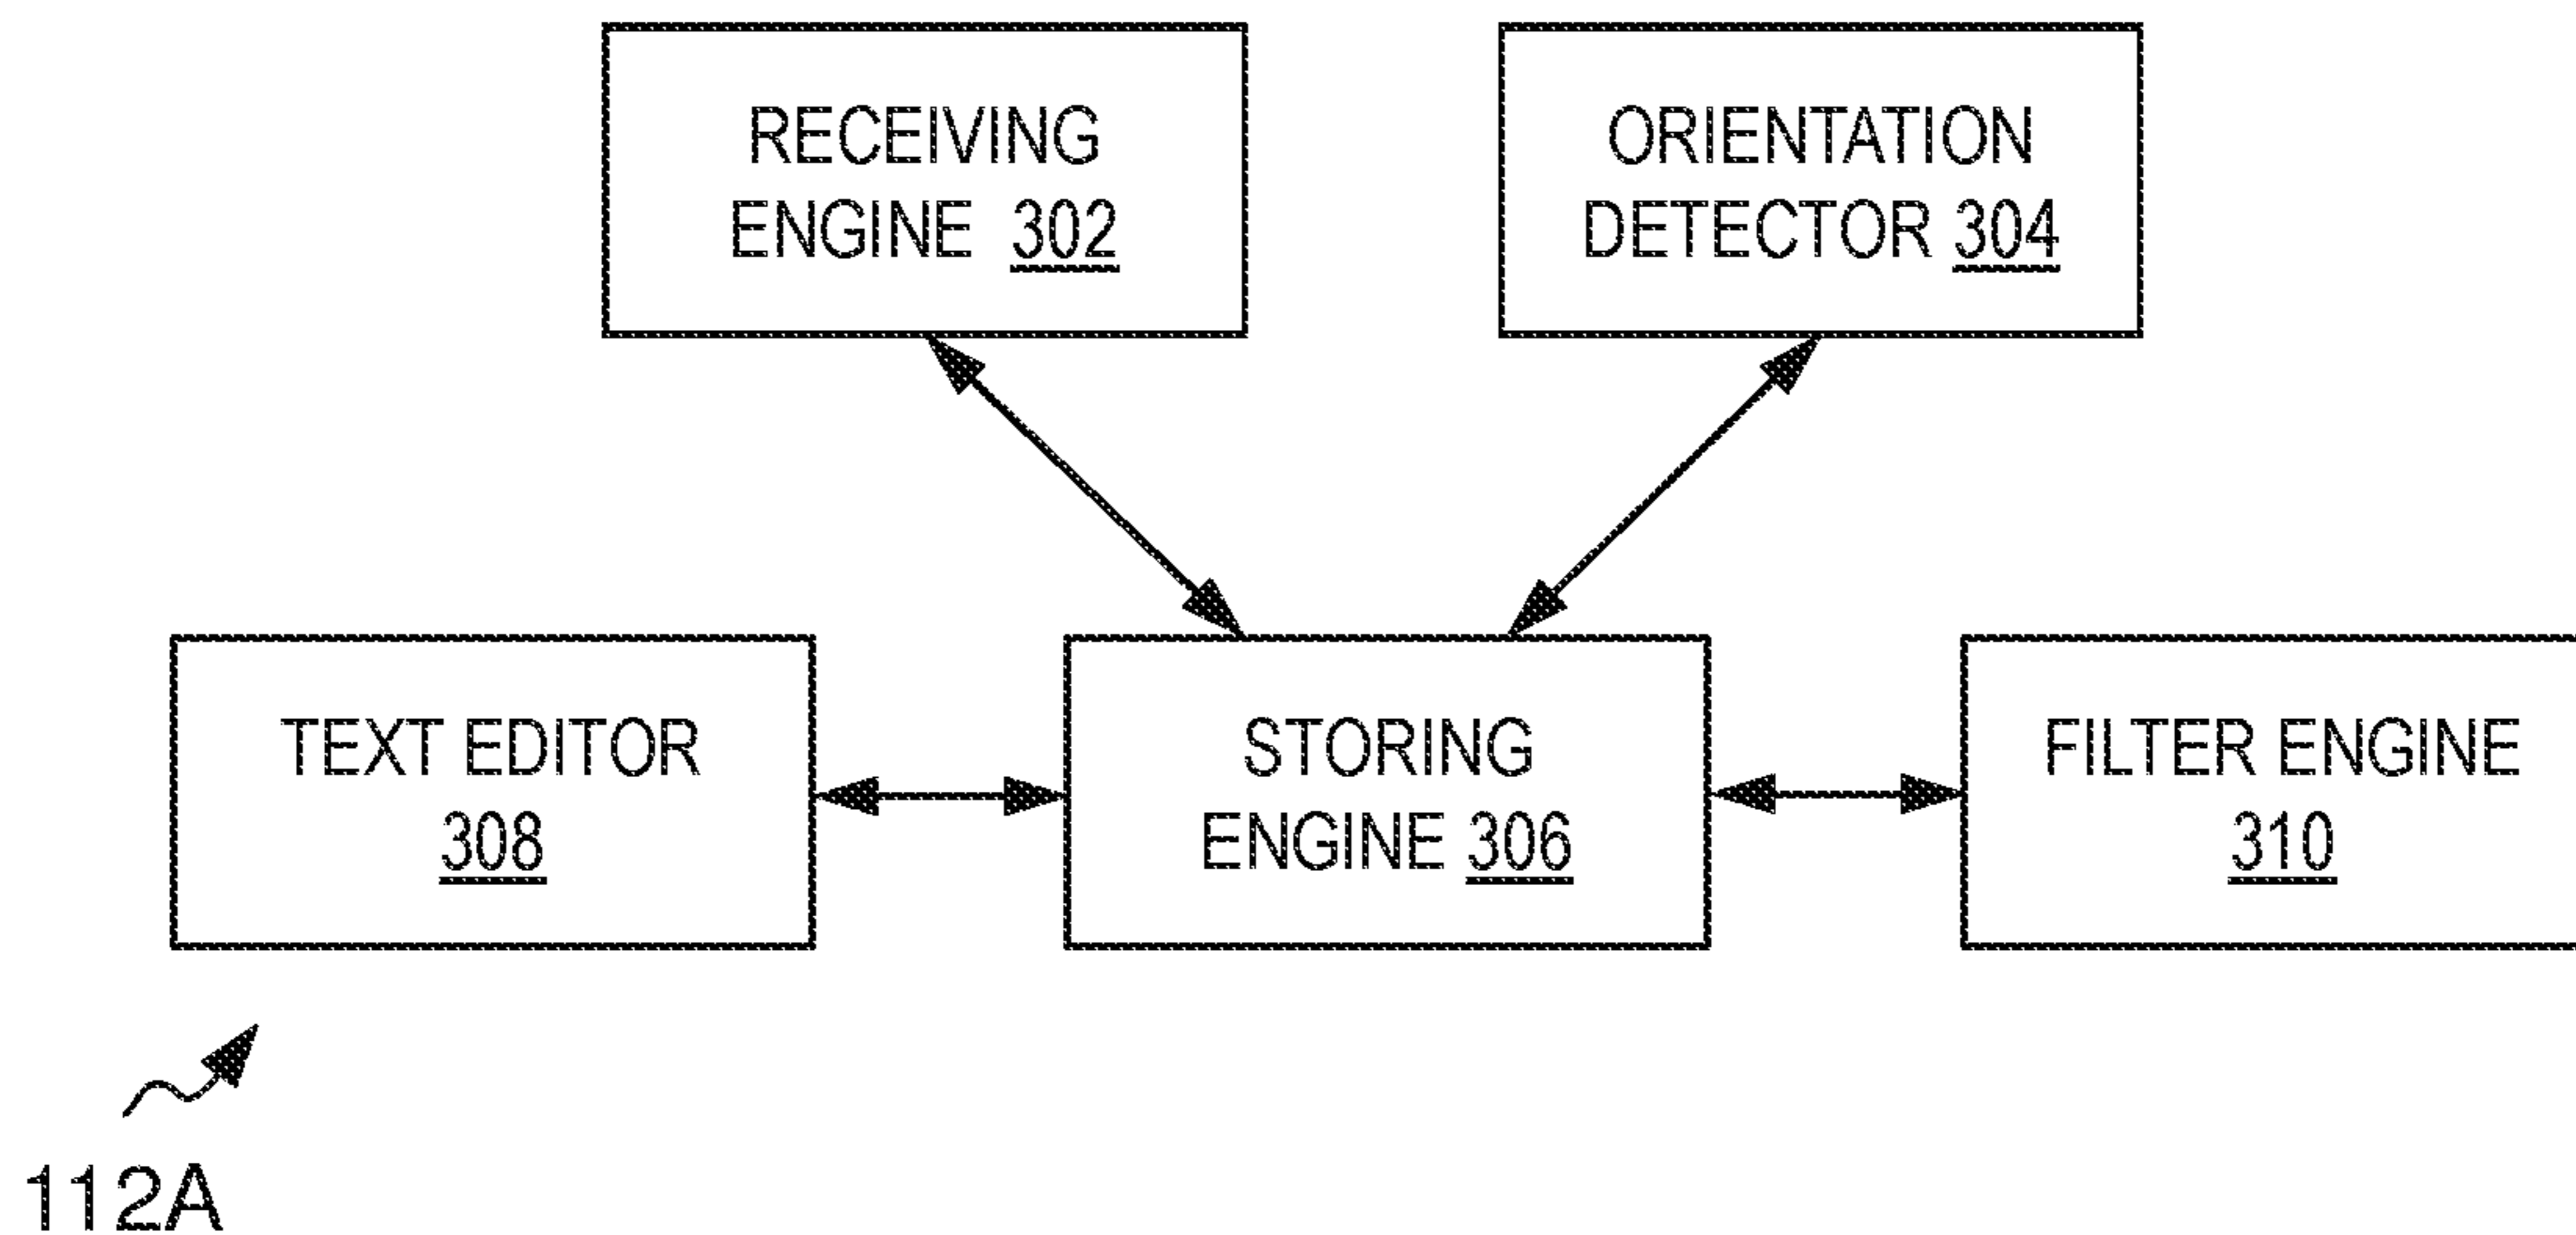 RECEIVING
ENGINE 302
ORIENTATION
DETECTOR 304
TEXT EDITOR
308
STORING
ENGINE 306
FILTER ENGINE
310
112A